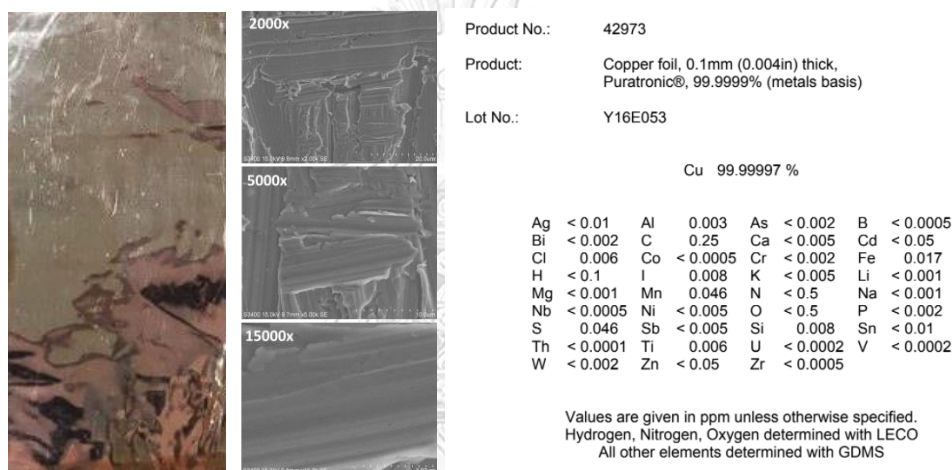 2000x
5000x
15000x
Product No.: 42973
Product: Copper foil, 0.1mm (0.004in) thick,
Puratronic®, 99.9999% (metals basis)
Lot No.: Y16E053
Cu 99.99997 %
Ag < 0.01 Al 0.003 As < 0.002 B < 0.0005
Bi < 0.002 C 0.25 Ca < 0.005 Cd < 0.05
Cl 0.006 Co < 0.0005 Cr < 0.002 Fe 0.017
H < 0.1 I 0.008 K < 0.005 Li < 0.001
Mg < 0.001 Mn 0.046 N < 0.5 Na < 0.001
Nb < 0.0005 Ni < 0.005 O < 0.5 P < 0.002
S 0.046 Sb < 0.005 Si 0.008 Sn < 0.01
Th < 0.0001 Ti 0.006 U < 0.0002 V < 0.0002
W < 0.002 Zn < 0.05 Zr < 0.0005
Values are given in ppm unless otherwise specified.
Hydrogen, Nitrogen, Oxygen determined with LECO
All other elements determined with GDMS